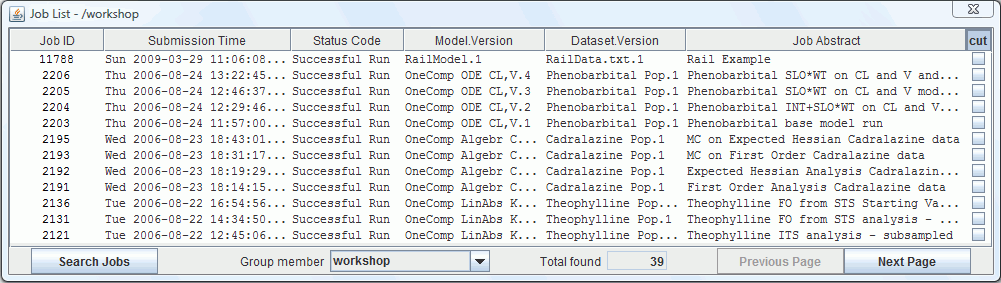 Job List - /workshop
Job ID Submission Time Status Code Model.Version Dataset.Version Job Abstract cut
11788 Sun 2009-03-29 11:06:08... Successful Run RailModel.1 RailData.txt.1 Rail Example
2206 Thu 2006-08-24 13:22:45... Successful Run OneComp ODE CL,V.4 Phenobarbital Pop.1 Phenobarbital SLO*WT on CL and V and...
2205 Thu 2006-08-24 12:46:37... Successful Run OneComp ODE CL,V.3 Phenobarbital Pop.1 Phenobarbital SLO*WT on CL and V mod...
2204 Thu 2006-08-24 12:29:46... Successful Run OneComp ODE CL,V.2 Phenobarbital Pop.1 Phenobarbital INT+SLO*WT on CL and V...
2203 Thu 2006-08-24 11:57:00... Successful Run OneComp ODE CL,V.1 Phenobarbital Pop.1 Phenobarbital base model run
2195 Wed 2006-08-23 18:43:01... Successful Run OneComp Algebr C... Cadralazine Pop.1 MC on Expected Hessian Cadralazine data
2193 Wed 2006-08-23 18:31:17... Successful Run OneComp Algebr C... Cadralazine Pop.1 MC on First Order Cadralazine data
2192 Wed 2006-08-23 18:19:29... Successful Run OneComp Algebr C... Cadralazine Pop.1 Expected Hessian Analysis Cadralazin...
2191 Wed 2006-08-23 18:14:15... Successful Run OneComp Algebr C... Cadralazine Pop.1 First Order Analysis Cadralazine data
2136 Tue 2006-08-22 16:54:56... Successful Run OneComp LinAbs K... Theophylline Pop... Theophylline FO from STS Starting Va...
2131 Tue 2006-08-22 14:34:50... Successful Run OneComp LinAbs K... Theophylline Pop.1 Theophylline FO from STS analysis - ...
2121 Tue 2006-08-22 12:45:06... Successful Run OneComp LinAbs K... Theophylline Pop... Theophylline ITS analysis - subsampled
Search Jobs Group member workshop Total found 39 Previous Page Next Page